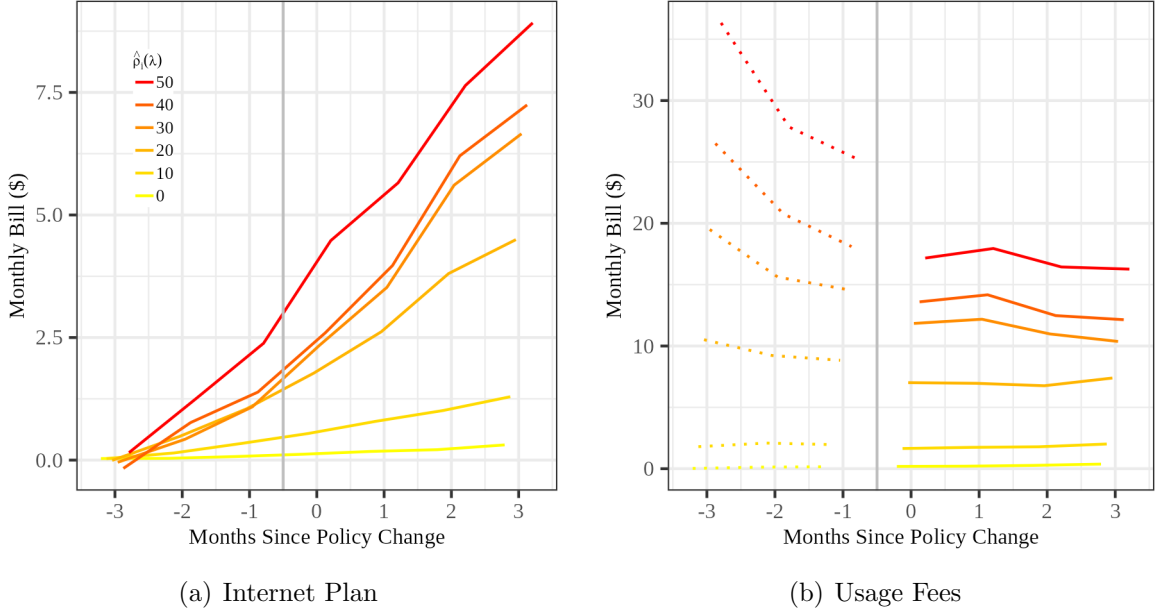 ρ̂ᵢ(λ)
50
40
30
20
10
0
7.5
5.0
2.5
0.0
Monthly Bill ($)
-3 -2 -1 0 1 2 3
Months Since Policy Change
(a) Internet Plan
30
20
10
0
Monthly Bill ($)
-3 -2 -1 0 1 2 3
Months Since Policy Change
(b) Usage Fees